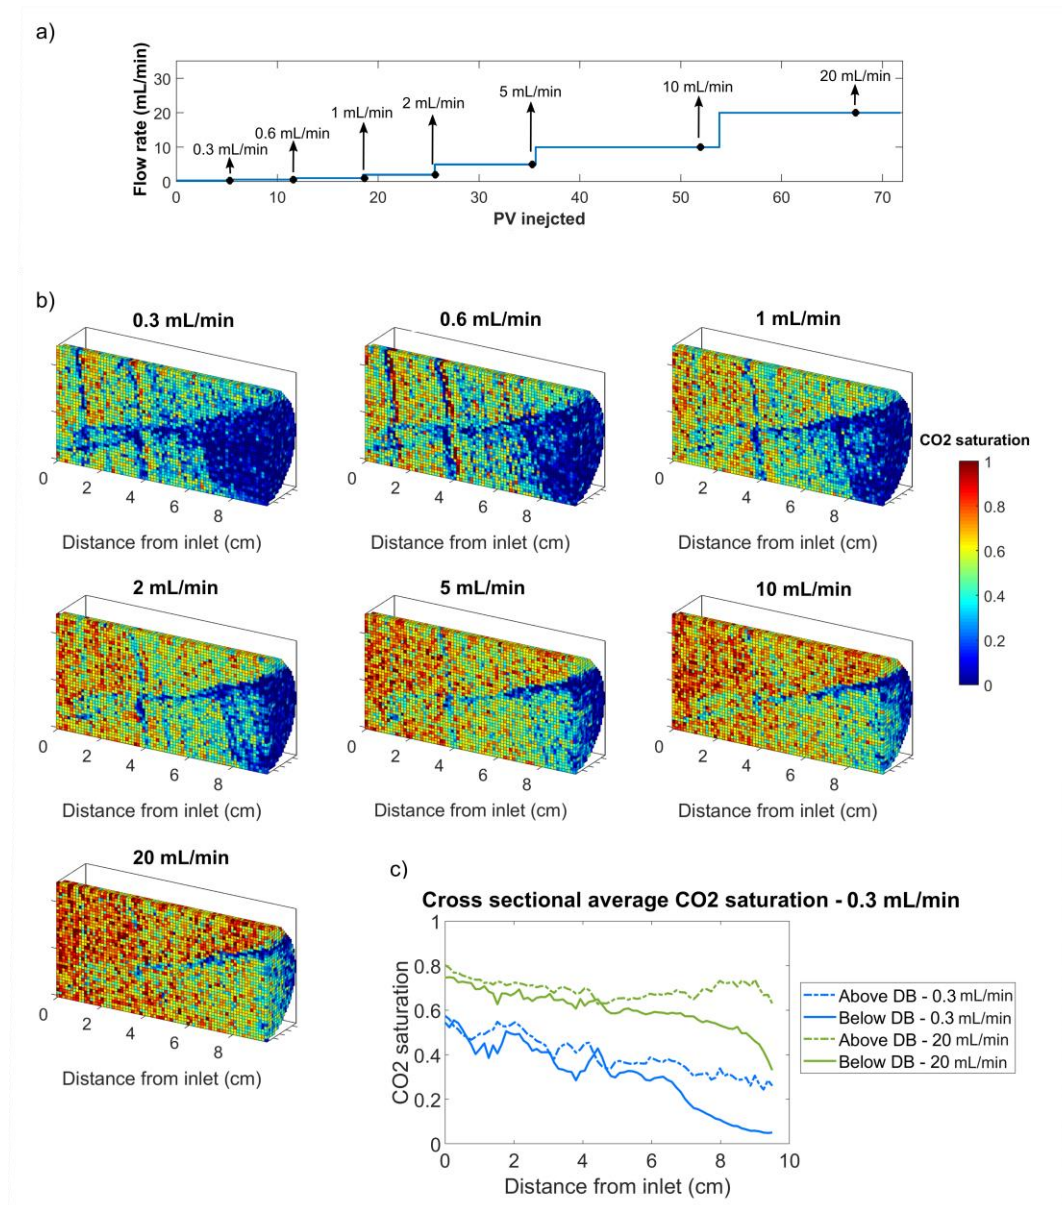 a)
Flow rate (mL/min)
30
20
10
0
0.3 mL/min
0.6 mL/min
1 mL/min
2 mL/min
5 mL/min
10 mL/min
20 mL/min
0 10 20 30 40 50 60 70
PV inejcted
b)
0.3 mL/min
0 2 4 6 8
Distance from inlet (cm)
0.6 mL/min
0 2 4 6 8
Distance from inlet (cm)
1 mL/min
0 2 4 6 8
Distance from inlet (cm)
CO2 saturation
1
0.8
0.6
0.4
0.2
0
2 mL/min
0 2 4 6 8
Distance from inlet (cm)
5 mL/min
0 2 4 6 8
Distance from inlet (cm)
10 mL/min
0 2 4 6 8
Distance from inlet (cm)
20 mL/min
0 2 4 6 8
Distance from inlet (cm)
c)
Cross sectional average CO2 saturation - 0.3 mL/min
CO2 saturation
1
0.8
0.6
0.4
0.2
0
0 2 4 6 8 10
Distance from inlet (cm)
Above DB - 0.3 mL/min
Below DB - 0.3 mL/min
Above DB - 20 mL/min
Below DB - 20 mL/min